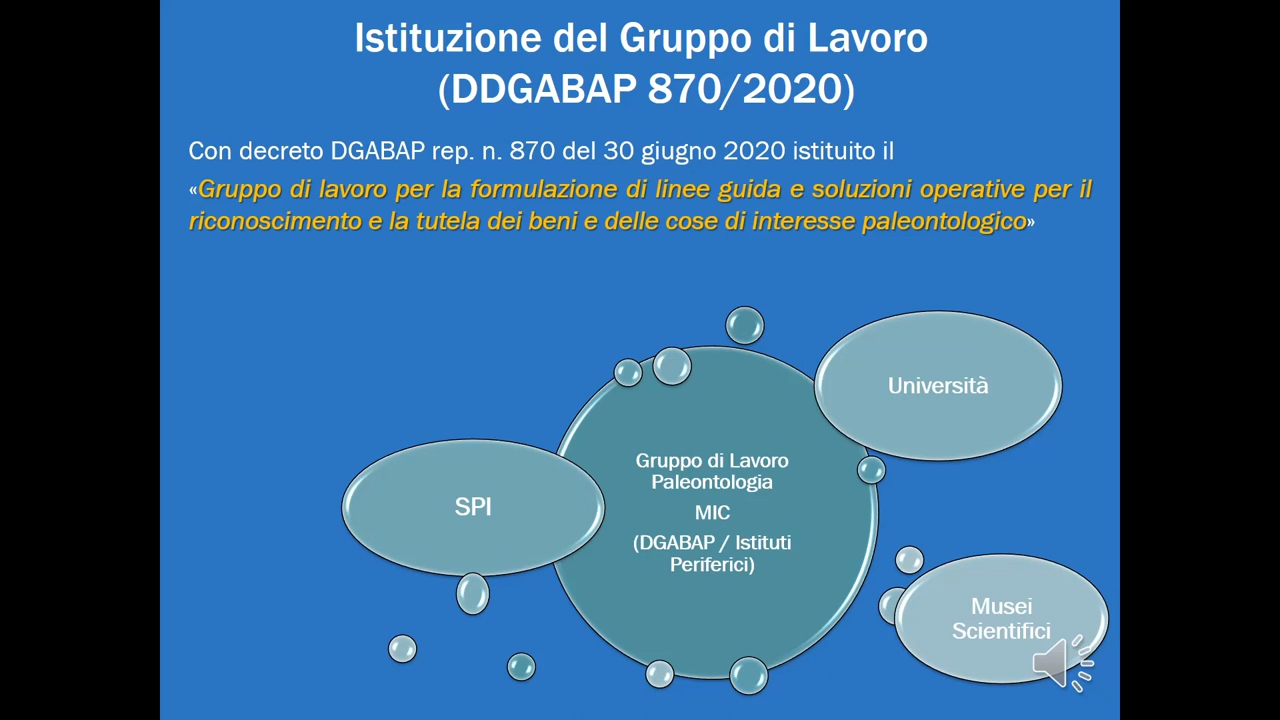 Istituzione del Gruppo di Lavoro
(DDGABAP 870/2020)
Con decreto DGABAP rep. n. 870 del 30 giugno 2020 istituito il
«Gruppo di lavoro per la formulazione di linee guida e soluzioni operative per il
riconoscimento e la tutela dei beni e delle cose di interesse paleontologico»
Università
SPI
Gruppo di Lavoro
Paleontologia
MIC
(DGABAP / Istituti
Periferici)
Musei
Scientifici